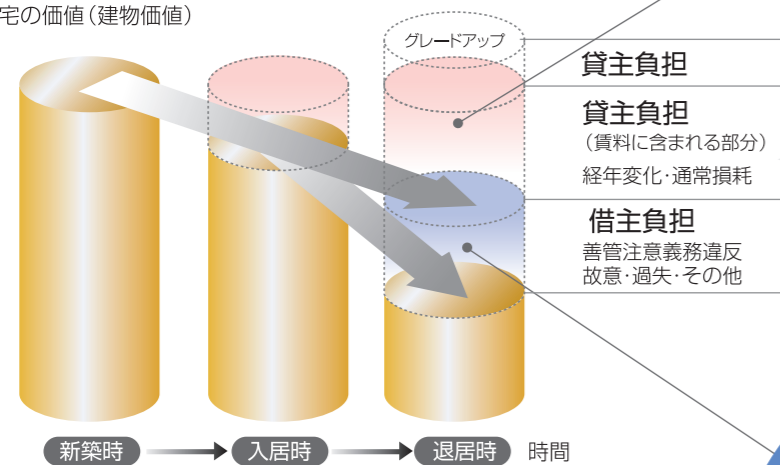 宅の価値(建物価値)
グレードアップ
貸主負担
貸主負担
(賃料に含まれる部分)
経年変化・通常損耗
借主負担
善管注意義務違反
故意・過失・その他
新築時
入居時
退居時
時間